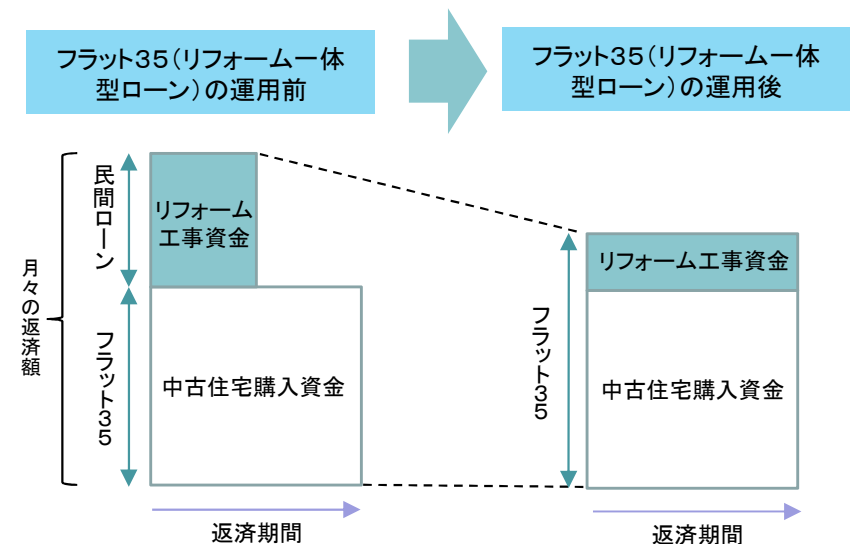 フラット35(リフォーム一体
型ローン)の運用前
フラット35(リフォーム一体
型ローン)の運用後
月々の返済額
民間ローン
フラット35
リフォーム
工事資金
中古住宅購入資金
返済期間
フラット35
リフォーム工事資金
中古住宅購入資金
返済期間